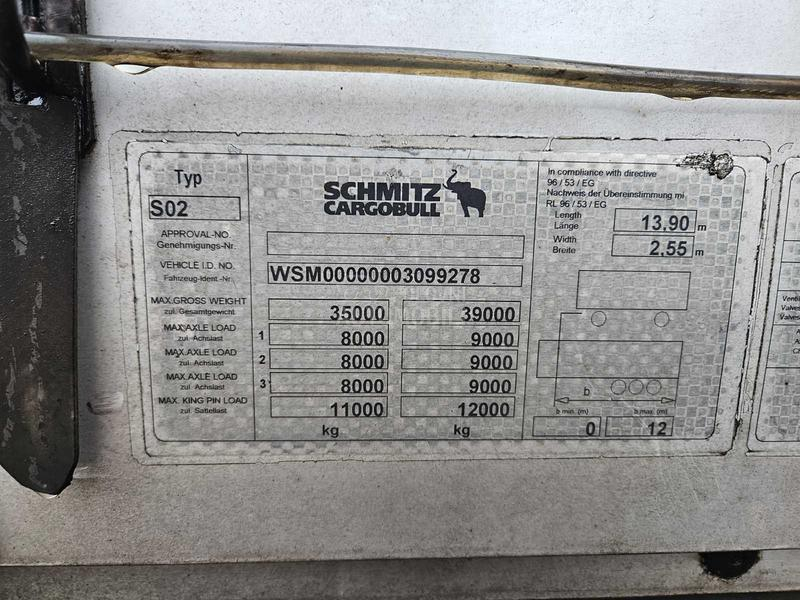 Typ
S02
SCHMITZ
CARGOBULL
APPROVAL-NO.
Genehmigungs-Nr.
VEHICLE I.D. NO.
Fahrzeug-Ident.-Nr.
WSM00000003099278
MAX.GROSS WEIGHT
zul. Gesamtgewicht
35000 39000
MAX.AXLE LOAD
zul. Achslast
1 8000 9000
MAX.AXLE LOAD
zul. Achslast
2 8000 9000
MAX.AXLE LOAD
zul. Achslast
3 8000 9000
MAX. KING PIN LOAD
zul. Sattellast
11000 12000
kg kg
In compliance with directive
96 / 53 / EG
Nachweis der Übereinstimmung mi
RL 96 / 53 / EG
Length
Länge
13.90 m
Width
Breite
2.55 m
b
b min. (m) b max. (m)
0 12